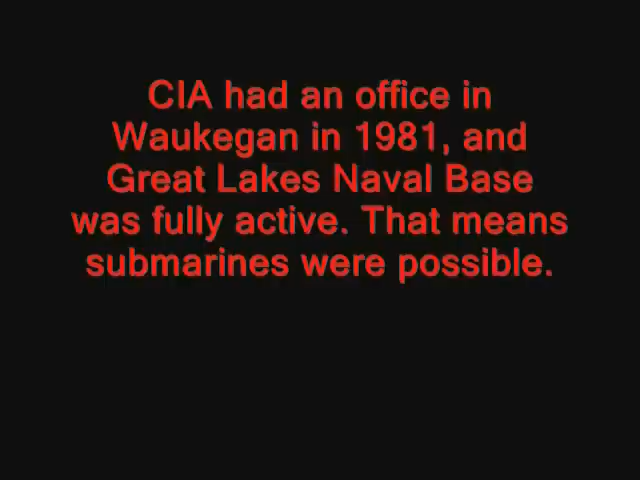 CIA had an office in
Waukegan in 1981, and
Great Lakes Naval Base
was fully active. That means
submarines were possible.